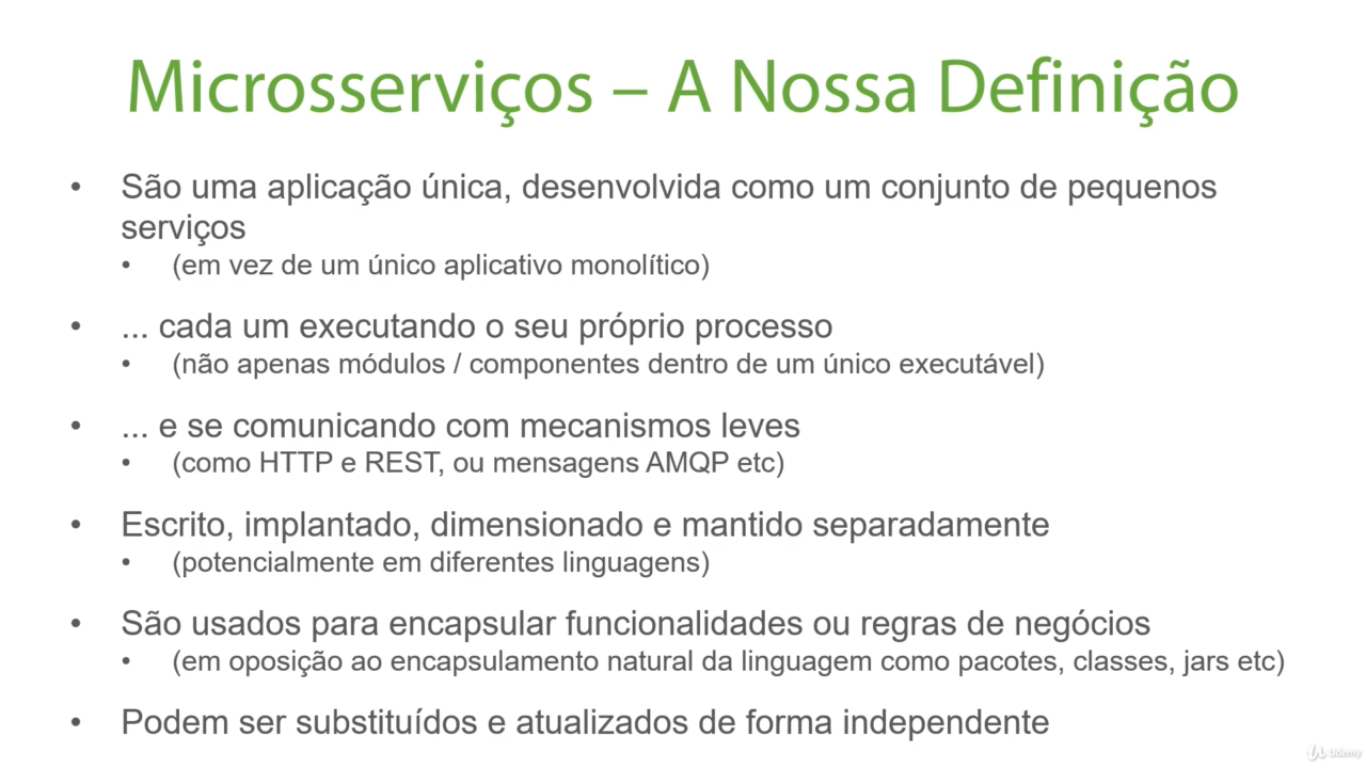 Microsserviços – A Nossa Definição
• São uma aplicação única, desenvolvida como um conjunto de pequenos
serviços
• (em vez de um único aplicativo monolítico)
• ... cada um executando o seu próprio processo
• (não apenas módulos / componentes dentro de um único executável)
• ... e se comunicando com mecanismos leves
• (como HTTP e REST, ou mensagens AMQP etc)
• Escrito, implantado, dimensionado e mantido separadamente
• (potencialmente em diferentes linguagens)
• São usados para encapsular funcionalidades ou regras de negócios
• (em oposição ao encapsulamento natural da linguagem como pacotes, classes, jars etc)
• Podem ser substituídos e atualizados de forma independente
Udemy